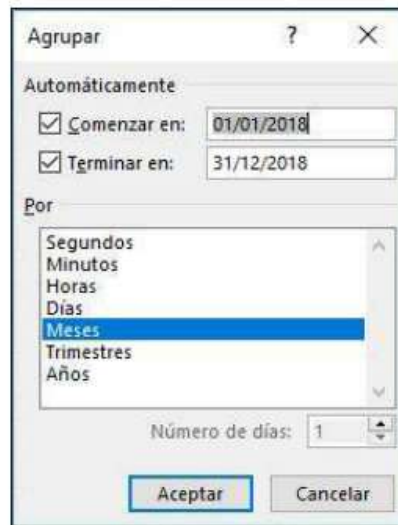 Agrupar ? X
Automáticamente
Comenzar en: 01/01/2018
Terminar en: 31/12/2018
Por
Segundos
Minutos
Horas
Días
Meses
Trimestres
Años
Número de días: 1
Aceptar Cancelar